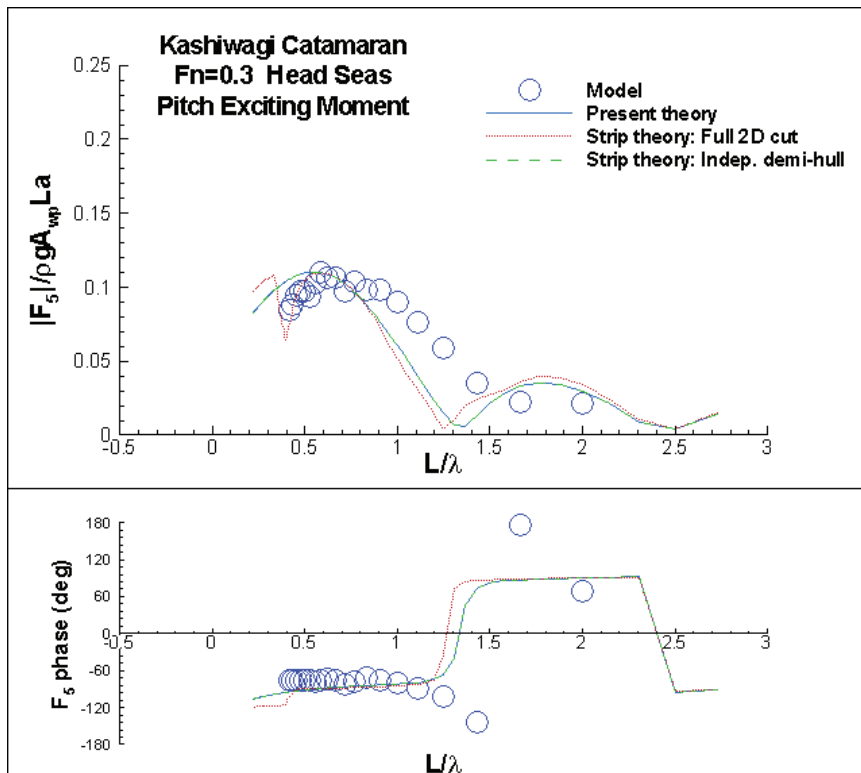 Kashiwagi Catamaran
Fn=0.3 Head Seas
Pitch Exciting Moment
Model
Present theory
Strip theory: Full 2D cut
Strip theory: Indep. demi-hull
|F₅|/ρgA_wp La
0.25
0.2
0.15
0.1
0.05
0
-0.5
0
0.5
1
1.5
2
2.5
3
L/λ
F₅ phase (deg)
180
120
60
0
-60
-120
-180
-0.5
0
0.5
1
1.5
2
2.5
3
L/λ